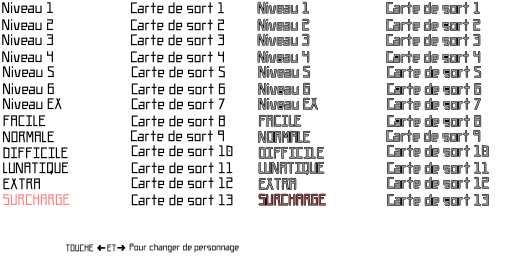 Niveau 1 Carte de sort 1 Niveau 1 Carte de sort 1
Niveau 2 Carte de sort 2 Niveau 2 Carte de sort 2
Niveau 3 Carte de sort 3 Niveau 3 Carte de sort 3
Niveau 4 Carte de sort 4 Niveau 4 Carte de sort 4
Niveau 5 Carte de sort 5 Niveau 5 Carte de sort 5
Niveau 6 Carte de sort 6 Niveau 6 Carte de sort 6
Niveau EX Carte de sort 7 Niveau EX Carte de sort 7
FACILE Carte de sort 8 FACILE Carte de sort 8
NORMALE Carte de sort 9 NORMALE Carte de sort 9
DIFFICILE Carte de sort 10 DIFFICILE Carte de sort 10
LUNATIQUE Carte de sort 11 LUNATIQUE Carte de sort 11
EXTRA Carte de sort 12 EXTRA Carte de sort 12
SURCHARGE Carte de sort 13 SURCHARGE Carte de sort 13
TOUCHE ←ET→ Pour changer de personnage